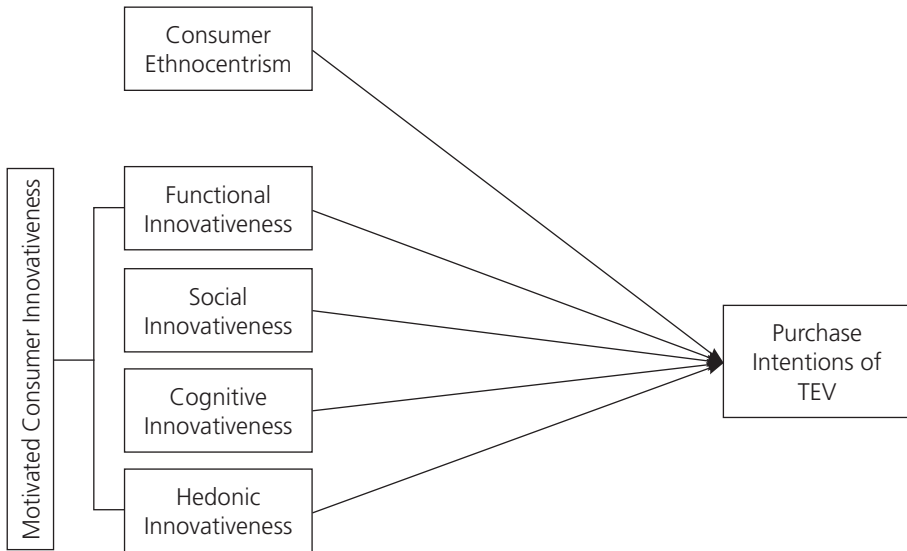 Consumer
Ethnocentrism
Motivated Consumer Innovativeness
Functional
Innovativeness
Social
Innovativeness
Cognitive
Innovativeness
Hedonic
Innovativeness
Purchase
Intentions of
TEV